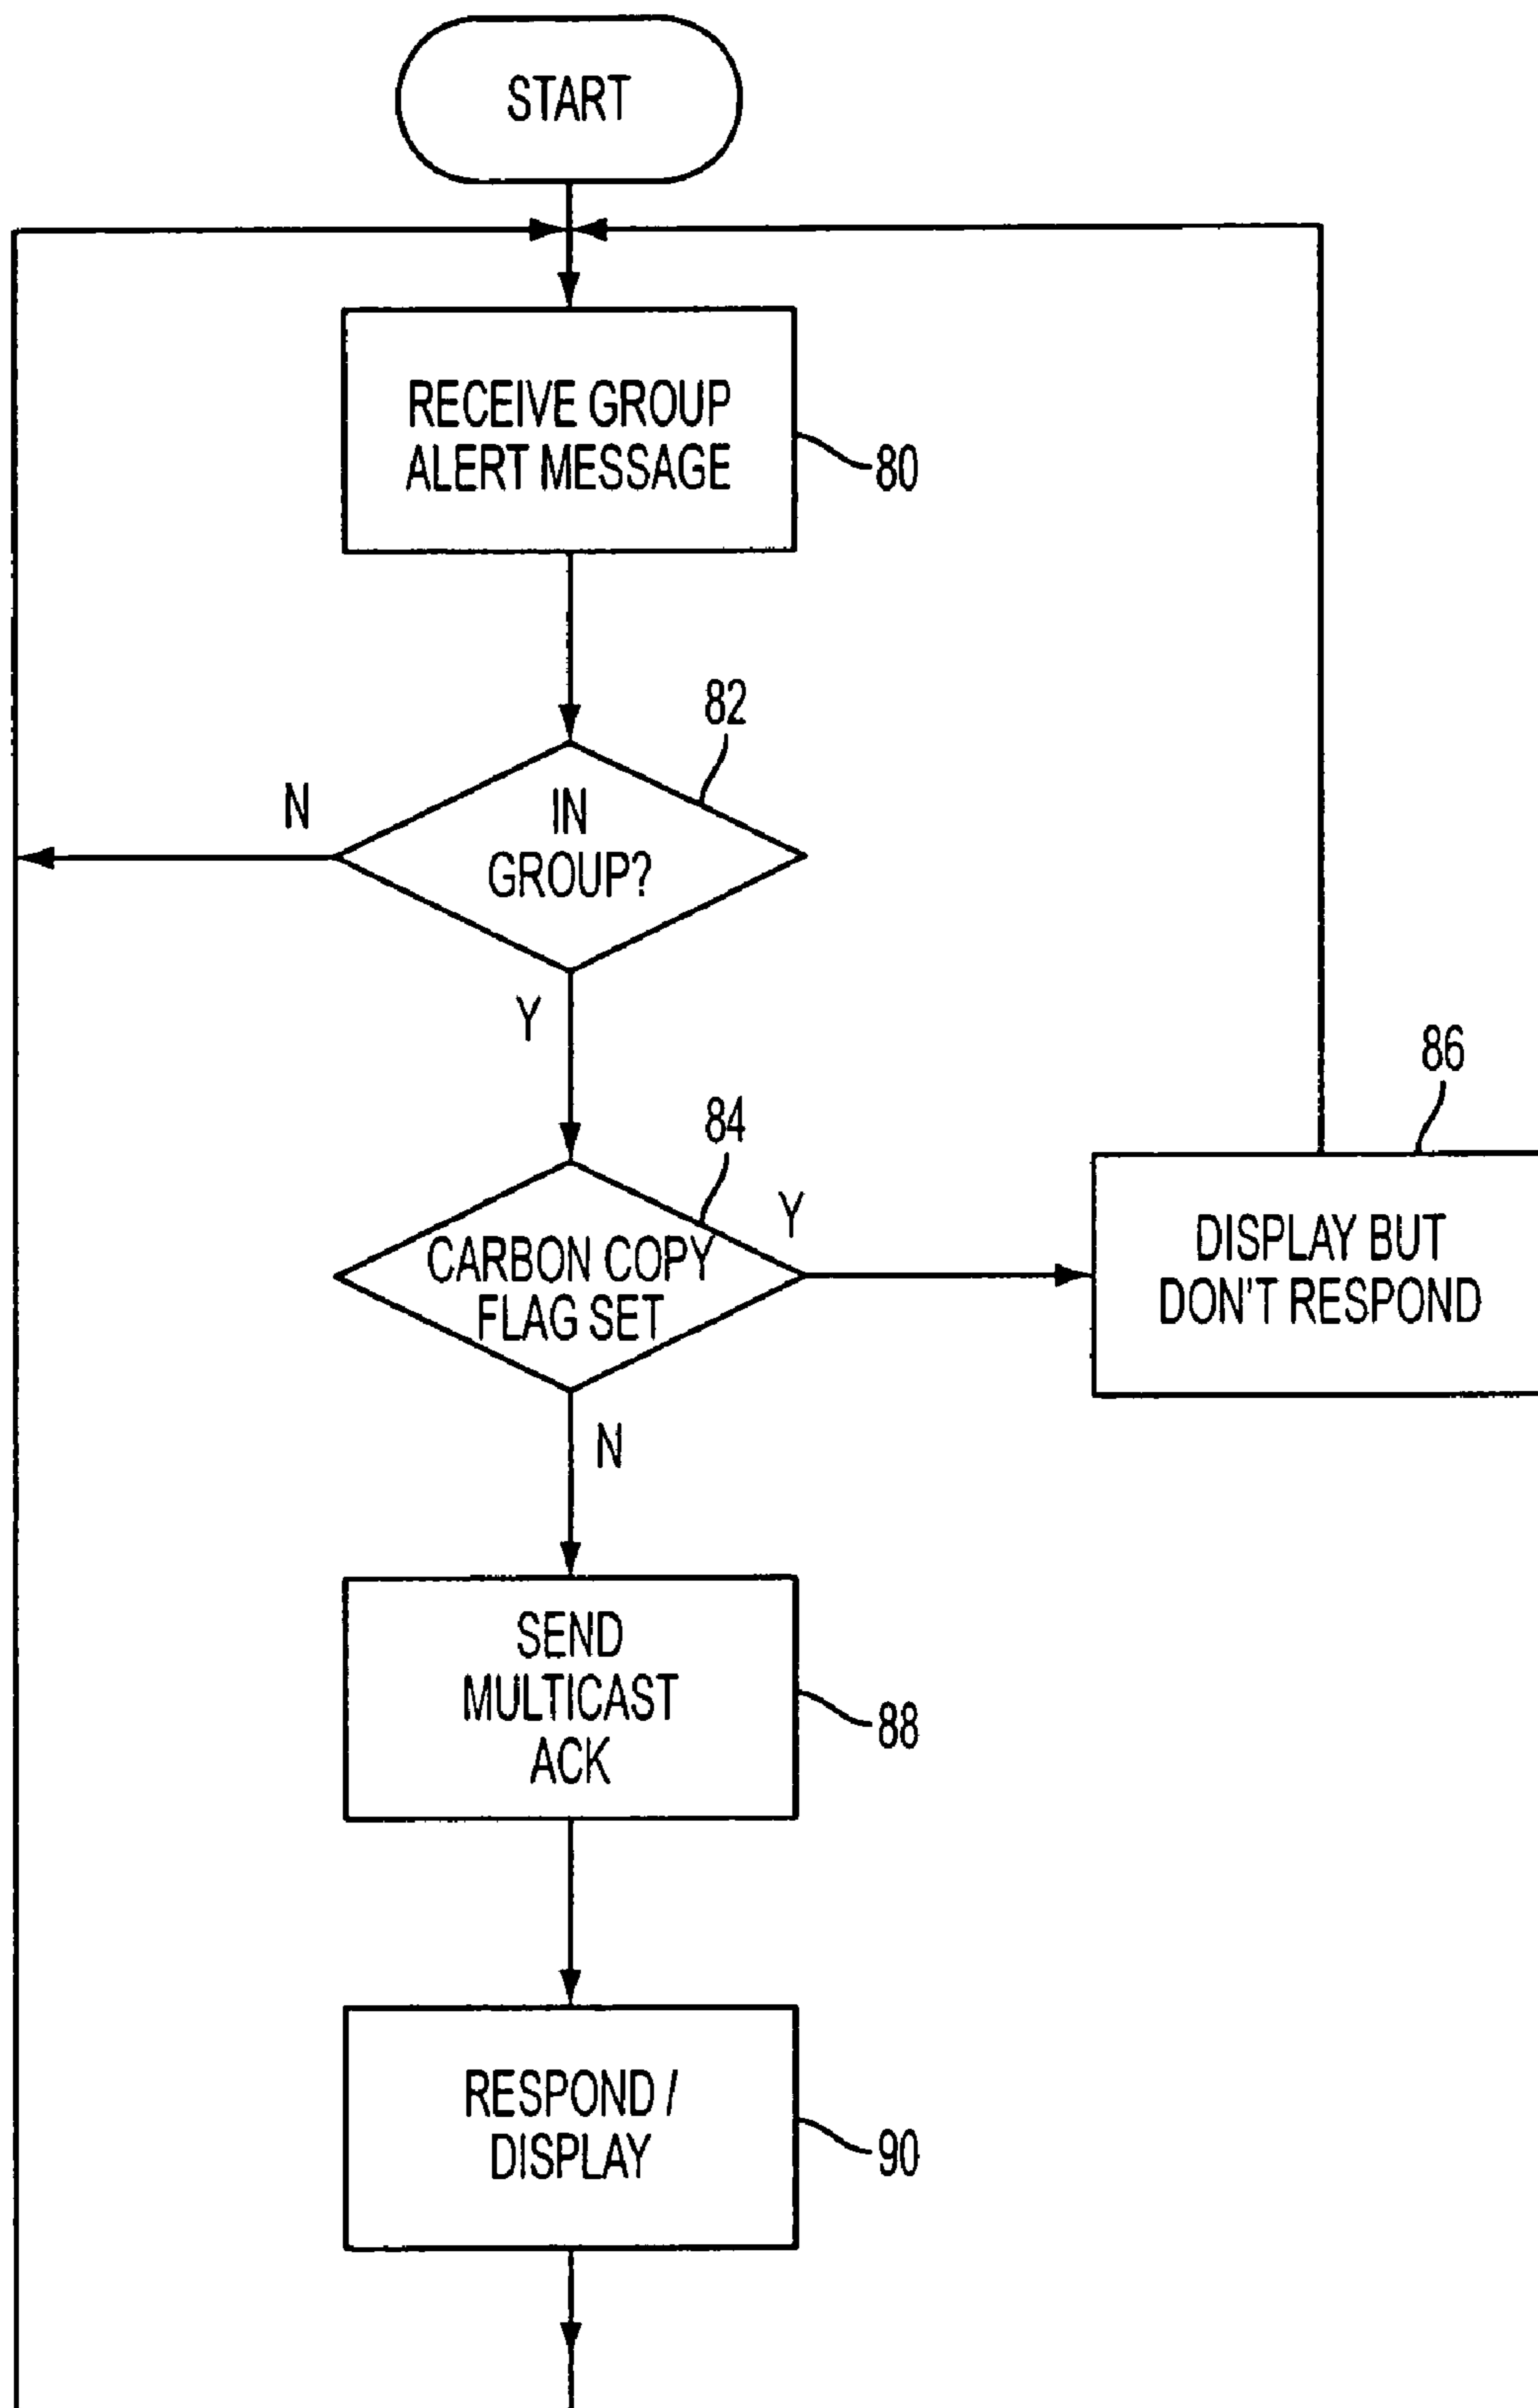 START
RECEIVE GROUP
ALERT MESSAGE
80
82
IN
GROUP?
N
Y
84
CARBON COPY
FLAG SET
Y
86
DISPLAY BUT
DON'T RESPOND
N
SEND
MULTICAST
ACK
88
RESPOND /
DISPLAY
90